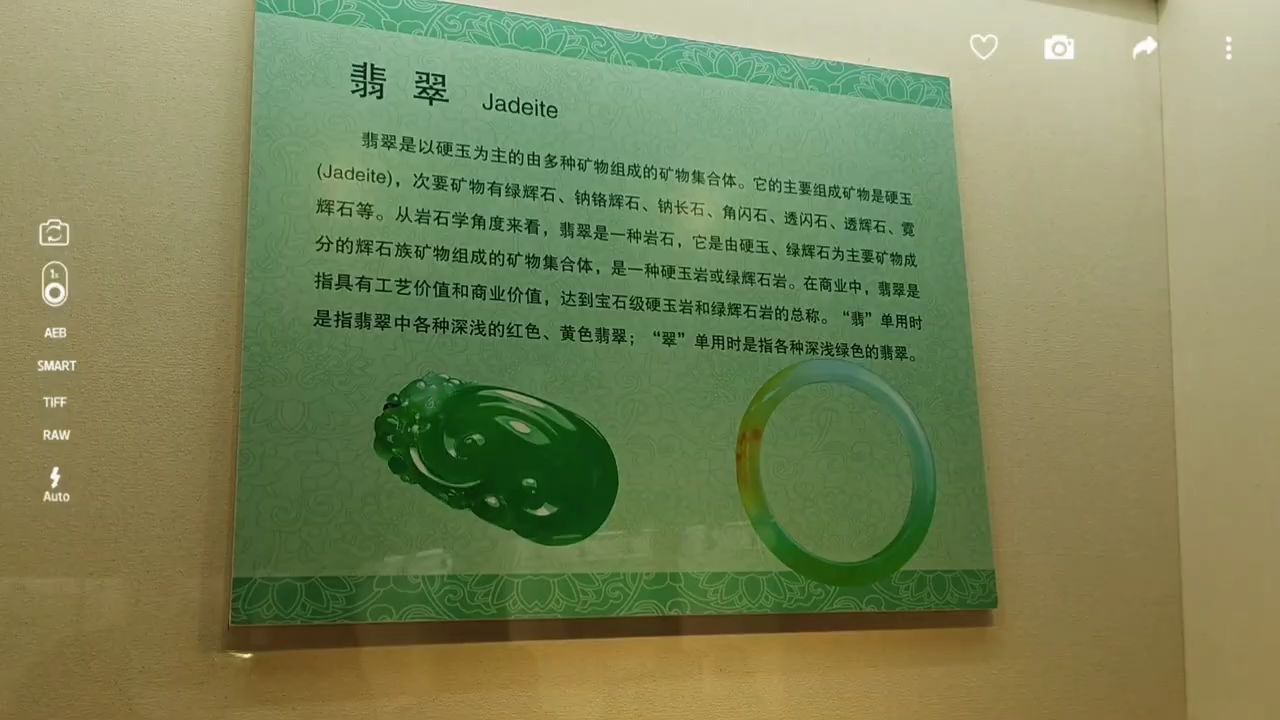 翡翠 Jadeite
翡翠是以硬玉为主的由多种矿物组成的矿物集合体。它的主要组成矿物是硬玉
(Jadeite)，次要矿物有绿辉石、钠铬辉石、钠长石、角闪石、透闪石、透辉石、霓
辉石等。从岩石学角度来看，翡翠是一种岩石，它是由硬玉、绿辉石为主要矿物成
分的辉石族矿物组成的矿物集合体，是一种硬玉岩或绿辉石岩。在商业中，翡翠是
指具有工艺价值和商业价值，达到宝石级硬玉岩和绿辉石岩的总称。“翡”单用时
是指翡翠中各种深浅的红色、黄色翡翠；“翠”单用时是指各种深浅绿色的翡翠。
1x
AEB
SMART
TIFF
RAW
Auto